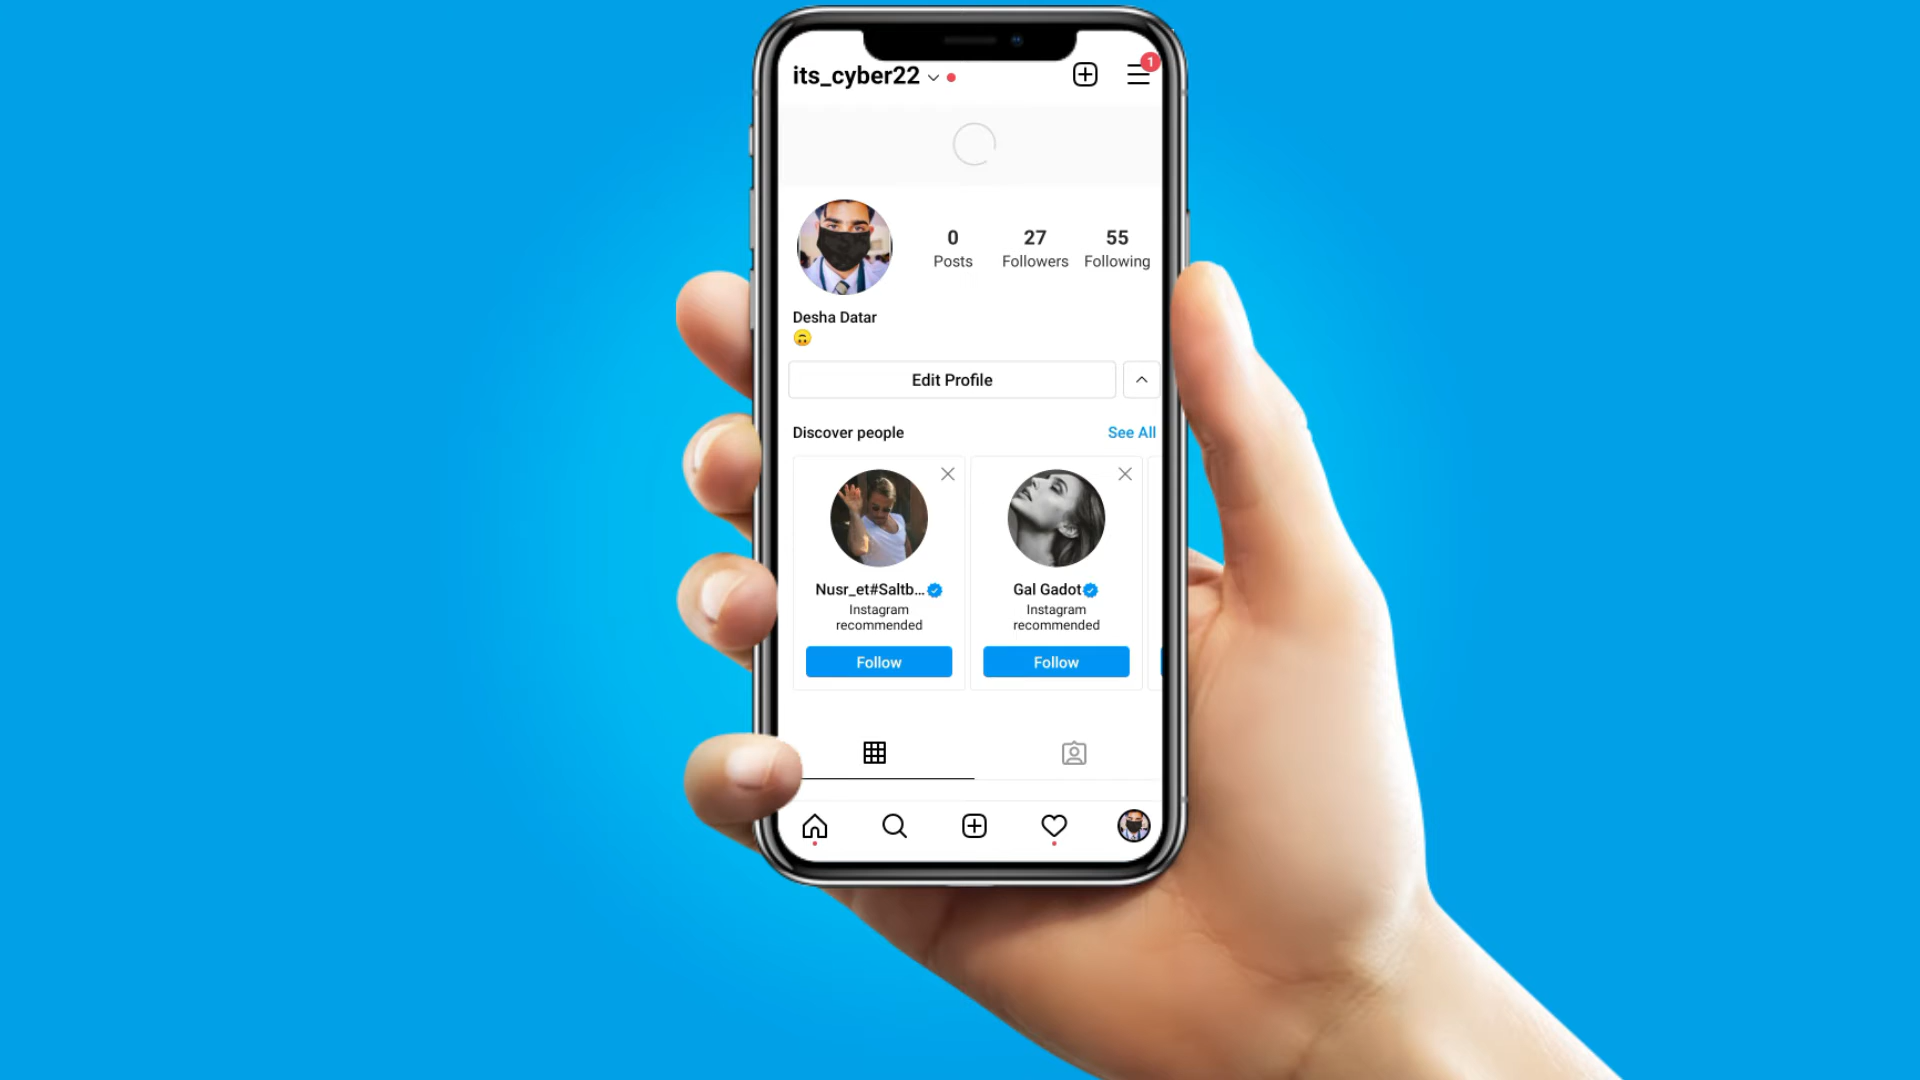 its_cyber22
1
0 27 55
Posts Followers Following
Desha Datar
Edit Profile
Discover people See All
Nusr_et#Saltb... Gal Gadot
Instagram recommended Instagram recommended
Follow Follow